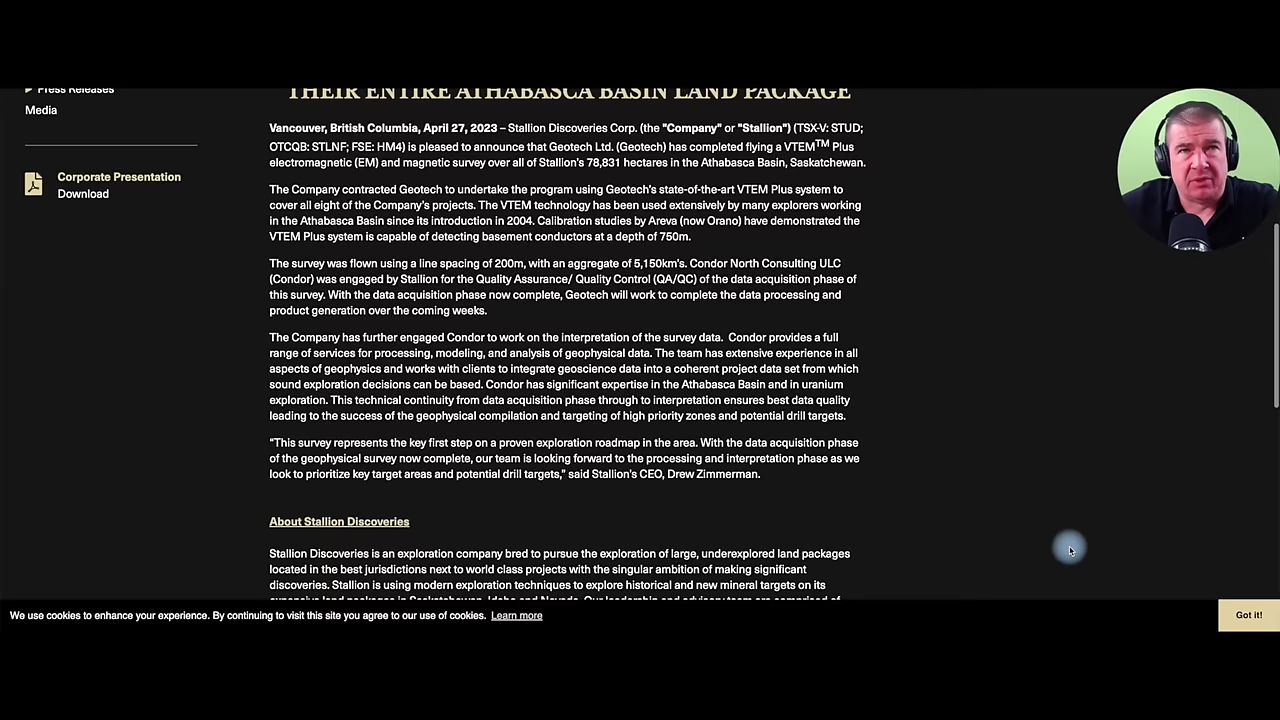 Press Releases
Media
Corporate Presentation
Download
THEIR ENTIRE ATHABASCA BASIN LAND PACKAGE
Vancouver, British Columbia, April 27, 2023 – Stallion Discoveries Corp. (the "Company" or "Stallion") (TSX-V: STUD;
OTCQB: STLNF; FSE: HM4) is pleased to announce that Geotech Ltd. (Geotech) has completed flying a VTEM™ Plus
electromagnetic (EM) and magnetic survey over all of Stallion's 78,831 hectares in the Athabasca Basin, Saskatchewan.
The Company contracted Geotech to undertake the program using Geotech's state-of-the-art VTEM Plus system to
cover all eight of the Company's projects. The VTEM technology has been used extensively by many explorers working
in the Athabasca Basin since its introduction in 2004. Calibration studies by Areva (now Orano) have demonstrated the
VTEM Plus system is capable of detecting basement conductors at a depth of 750m.
The survey was flown using a line spacing of 200m, with an aggregate of 5,150km's. Condor North Consulting ULC
(Condor) was engaged by Stallion for the Quality Assurance/ Quality Control (QA/QC) of the data acquisition phase of
this survey. With the data acquisition phase now complete, Geotech will work to complete the data processing and
product generation over the coming weeks.
The Company has further engaged Condor to work on the interpretation of the survey data. Condor provides a full
range of services for processing, modeling, and analysis of geophysical data. The team has extensive experience in all
aspects of geophysics and works with clients to integrate geoscience data into a coherent project data set from which
sound exploration decisions can be based. Condor has significant expertise in the Athabasca Basin and in uranium
exploration. This technical continuity from data acquisition phase through to interpretation ensures best data quality
leading to the success of the geophysical compilation and targeting of high priority zones and potential drill targets.
"This survey represents the key first step on a proven exploration roadmap in the area. With the data acquisition phase
of the geophysical survey now complete, our team is looking forward to the processing and interpretation phase as we
look to prioritize key target areas and potential drill targets," said Stallion's CEO, Drew Zimmerman.
About Stallion Discoveries
Stallion Discoveries is an exploration company bred to pursue the exploration of large, underexplored land packages
located in the best jurisdictions next to world class projects with the singular ambition of making significant
discoveries. Stallion is using modern exploration techniques to explore historical and new mineral targets on its
We use cookies to enhance your experience. By continuing to visit this site you agree to our use of cookies. Learn more
Got it!